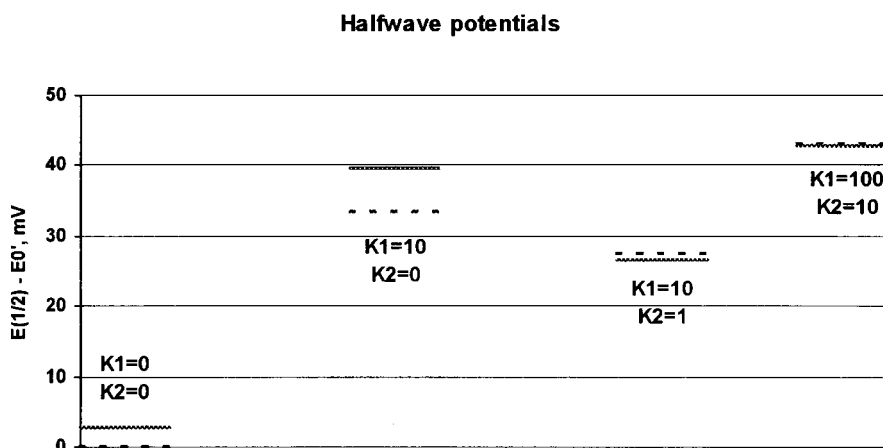 Halfwave potentials
E(1/2) - E0', mV
50
40
30
20
10
0
K1=0
K2=0
K1=10
K2=0
K1=10
K2=1
K1=100
K2=10